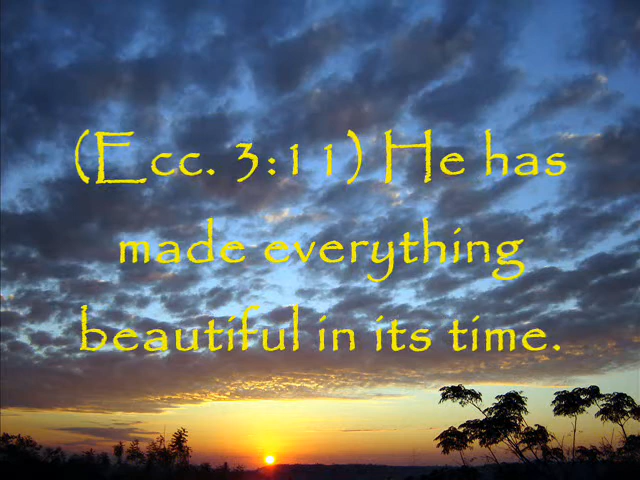 (Ecc. 3:11) He has
made everything
beautiful in its time.